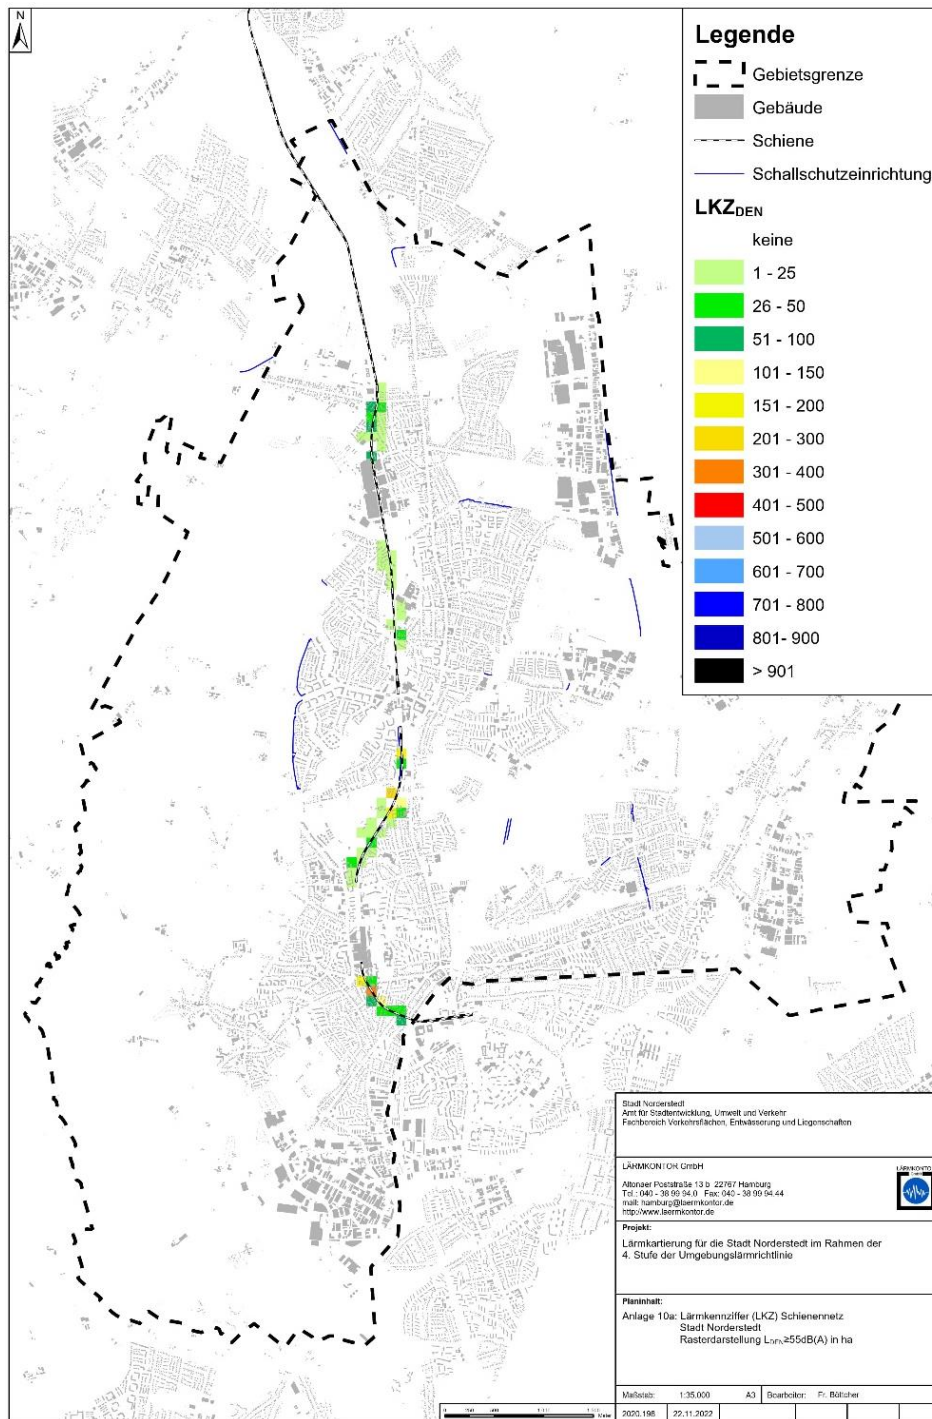 N
Legende
Gebietsgrenze
Gebäude
Schiene
Schallschutzeinrichtung
LKZDEN
keine
1 - 25
26 - 50
51 - 100
101 - 150
151 - 200
201 - 300
301 - 400
401 - 500
501 - 600
601 - 700
701 - 800
801- 900
> 901
Stadt Norderstedt
Amt für Stadtentwicklung, Umwelt und Verkehr
Fachbereich Verkehrsflächen, Entwässerung und Liegenschaften
LÄRMKONTOR GmbH
Altonaer Poststraße 13 b 22767 Hamburg
Tel.: 040 - 38 99 94.0 Fax: 040 - 38 99 94.44
mail: hamburg@laermkontor.de
http://www.laermkontor.de
LÄRMKONTOR
Projekt:
Lärmkartierung für die Stadt Norderstedt im Rahmen der
4. Stufe der Umgebungslärmrichtlinie
Planinhalt:
Anlage 10a: Lärmkennziffer (LKZ) Schienennetz
Stadt Norderstedt
Rasterdarstellung LDEN≥55dB(A) in ha
Maßstab: 1:35.000 A3 Bearbeiter: Fr. Böttcher
2020.198 22.11.2022